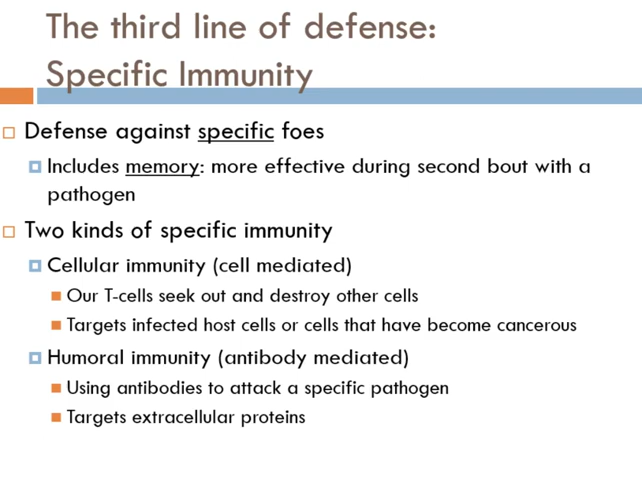 The third line of defense:
Specific Immunity
Defense against specific foes
Includes memory: more effective during second bout with a
pathogen
Two kinds of specific immunity
Cellular immunity (cell mediated)
Our T-cells seek out and destroy other cells
Targets infected host cells or cells that have become cancerous
Humoral immunity (antibody mediated)
Using antibodies to attack a specific pathogen
Targets extracellular proteins